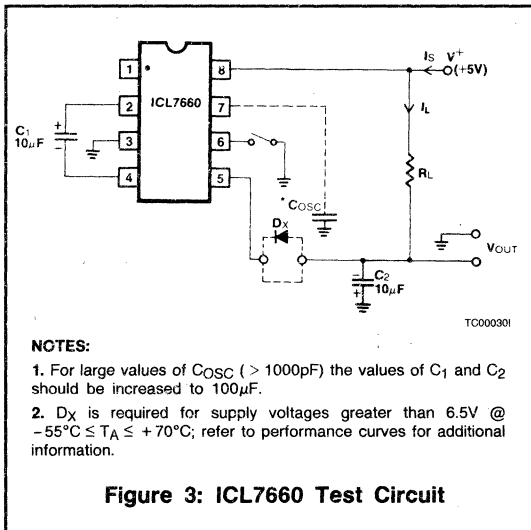 1
2
3
4
ICL7660
8
7
6
5
IS
V+
(+5V)
IL
RL
C1
10μF
+
−
* COSC
DX
− C2
10μF
+
VOUT
TC00030I
NOTES:
1. For large values of COSC ( > 1000pF) the values of C1 and C2
should be increased to 100μF.
2. DX is required for supply voltages greater than 6.5V @
−55°C ≤ TA ≤ +70°C; refer to performance curves for additional
information.
Figure 3: ICL7660 Test Circuit